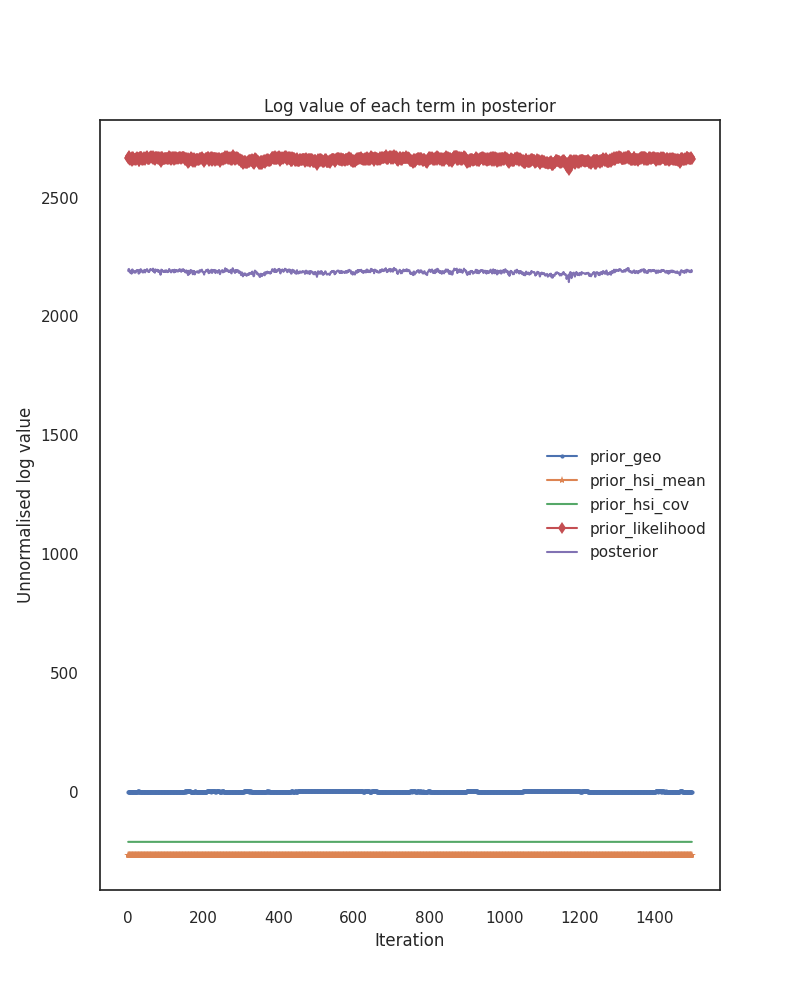 Log value of each term in posterior
Unnormalised log value
2500
2000
1500
1000
500
0
prior_geo
prior_hsi_mean
prior_hsi_cov
prior_likelihood
posterior
0 200 400 600 800 1000 1200 1400
Iteration